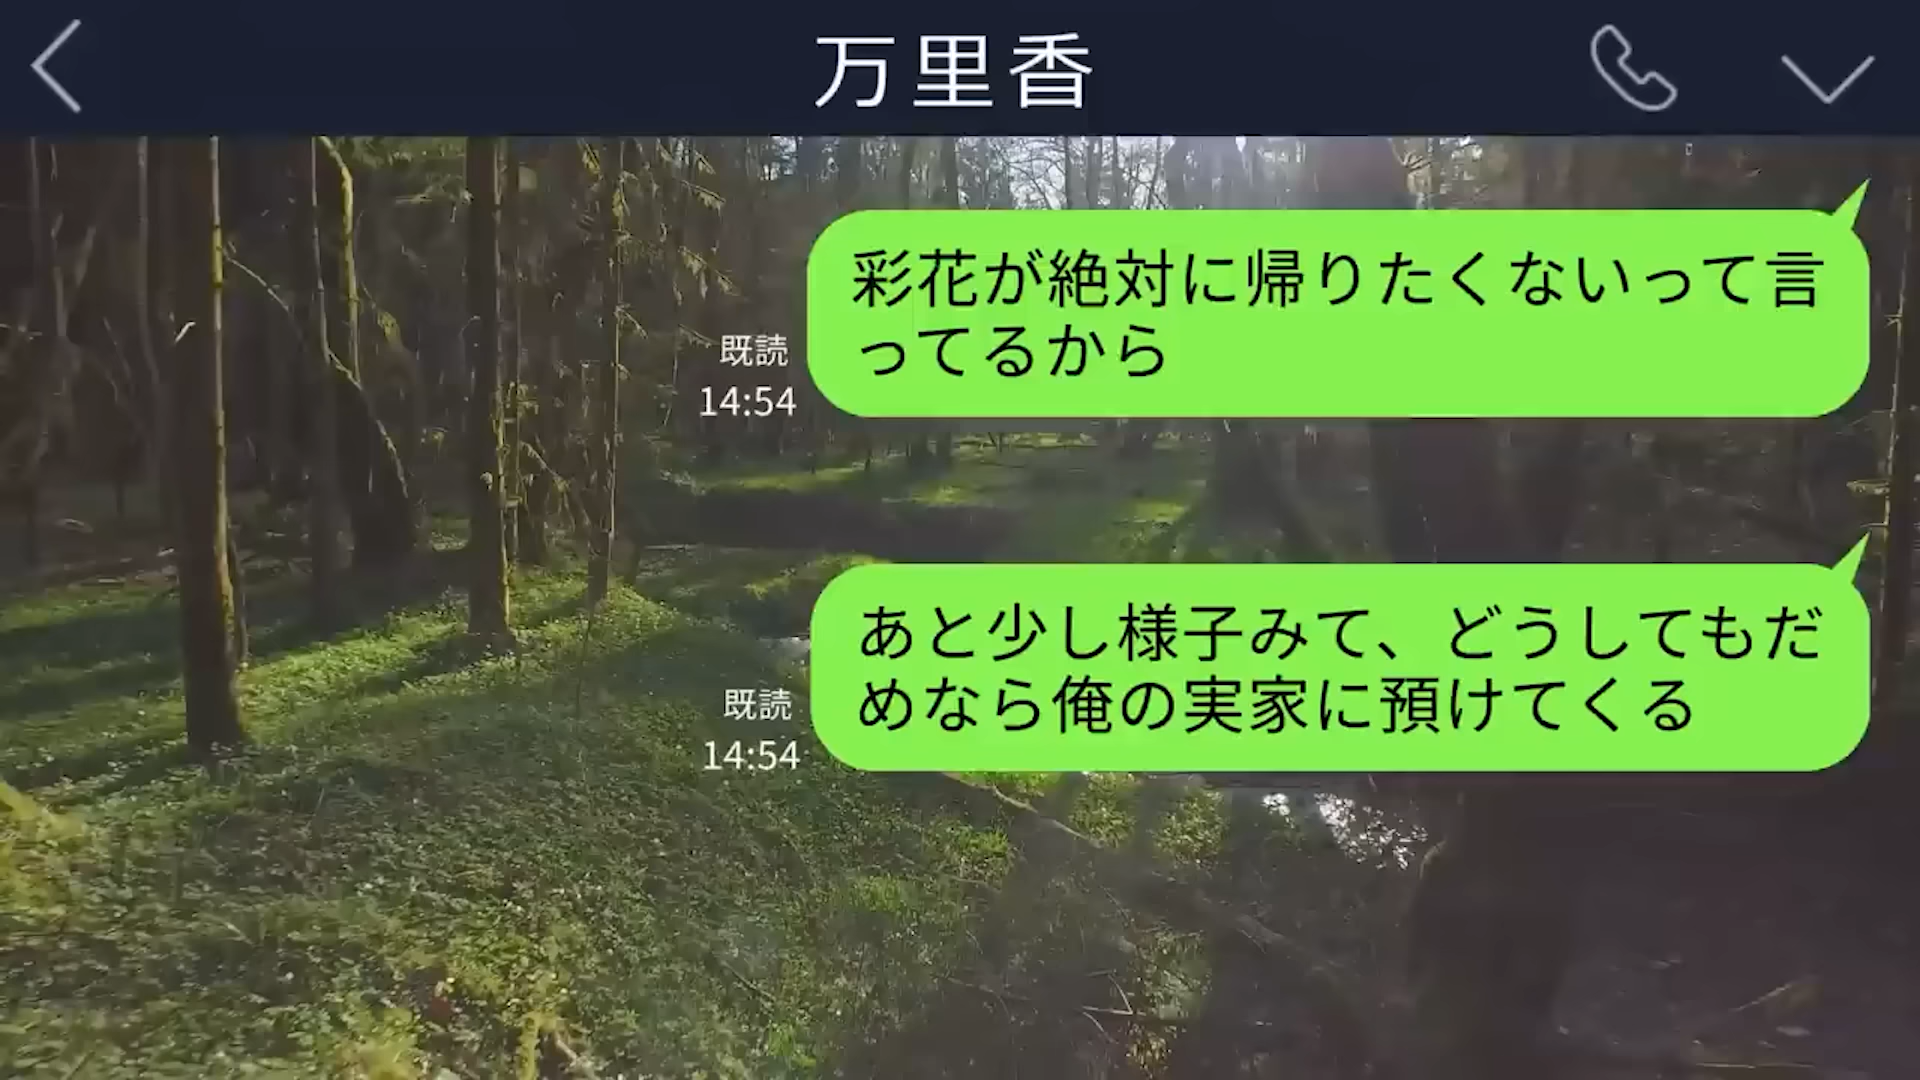 万里香
彩花が絶対に帰りたくないって言
ってるから
既読
14:54
あと少し様子みて、どうしてもだ
めなら俺の実家に預けてくる
既読
14:54